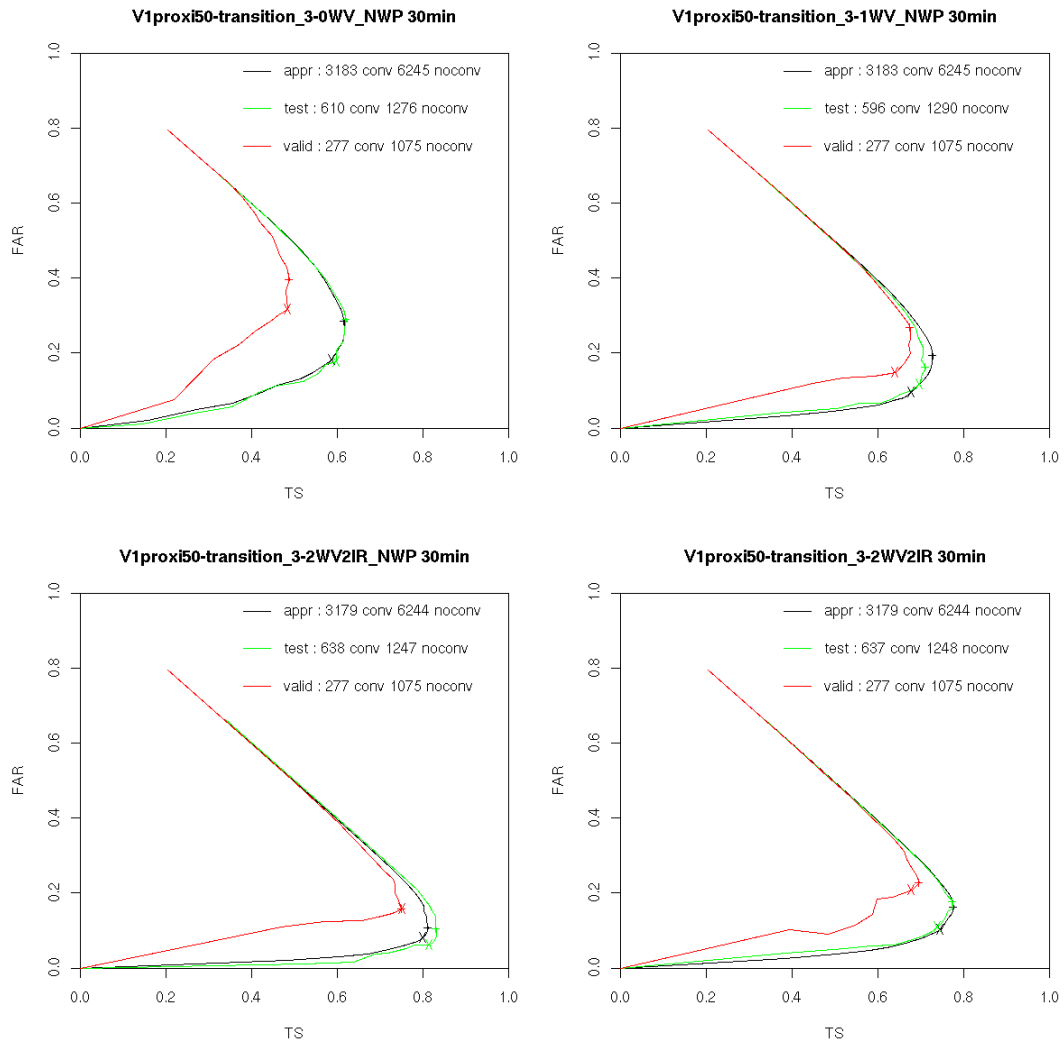 V1proxi50-transition_3-0WV_NWP 30min
1.0
appr : 3183 conv 6245 noconv
test : 610 conv 1276 noconv
valid : 277 conv 1075 noconv
0.8
0.6
FAR
0.4
0.2
0.0
0.0 0.2 0.4 0.6 0.8 1.0
TS
V1proxi50-transition_3-1WV_NWP 30min
1.0
appr : 3183 conv 6245 noconv
test : 596 conv 1290 noconv
valid : 277 conv 1075 noconv
0.8
0.6
FAR
0.4
0.2
0.0
0.0 0.2 0.4 0.6 0.8 1.0
TS
V1proxi50-transition_3-2WV2IR_NWP 30min
1.0
appr : 3179 conv 6244 noconv
test : 638 conv 1247 noconv
valid : 277 conv 1075 noconv
0.8
0.6
FAR
0.4
0.2
0.0
0.0 0.2 0.4 0.6 0.8 1.0
TS
V1proxi50-transition_3-2WV2IR 30min
1.0
appr : 3179 conv 6244 noconv
test : 637 conv 1248 noconv
valid : 277 conv 1075 noconv
0.8
0.6
FAR
0.4
0.2
0.0
0.0 0.2 0.4 0.6 0.8 1.0
TS